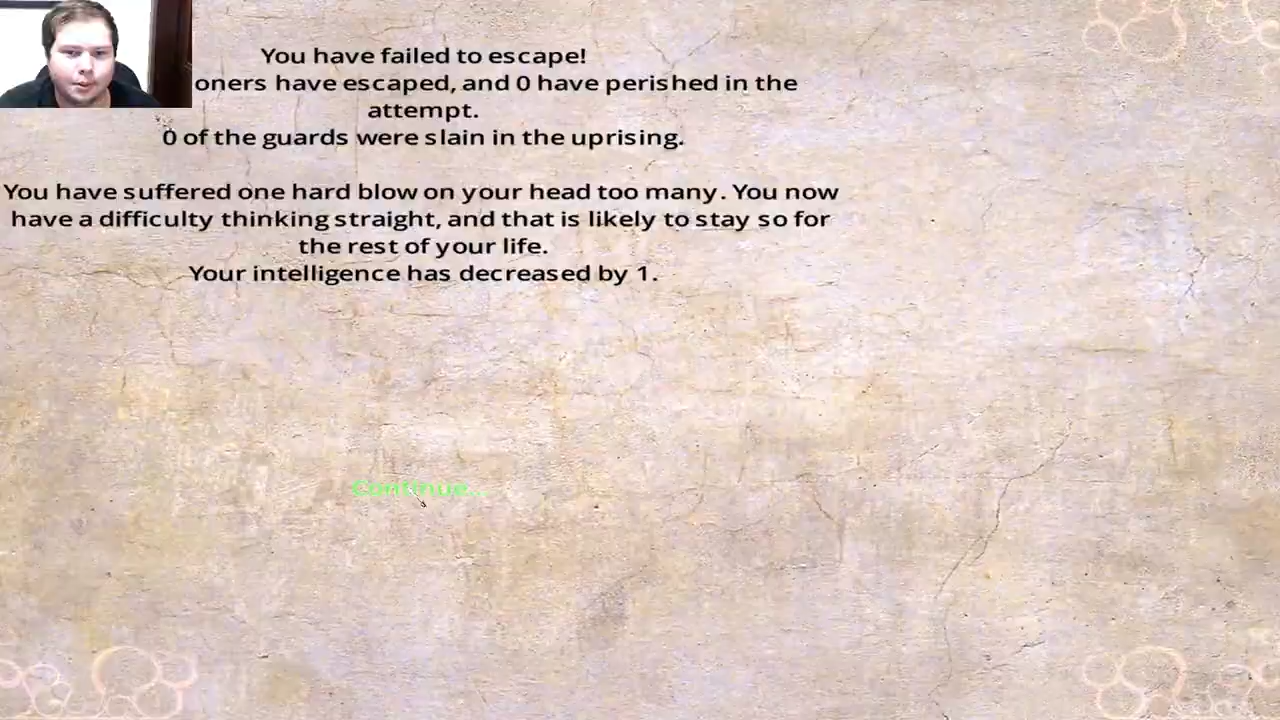 You have failed to escape!
oners have escaped, and 0 have perished in the
attempt.
0 of the guards were slain in the uprising.
You have suffered one hard blow on your head too many. You now
have a difficulty thinking straight, and that is likely to stay so for
the rest of your life.
Your intelligence has decreased by 1.
Continue...